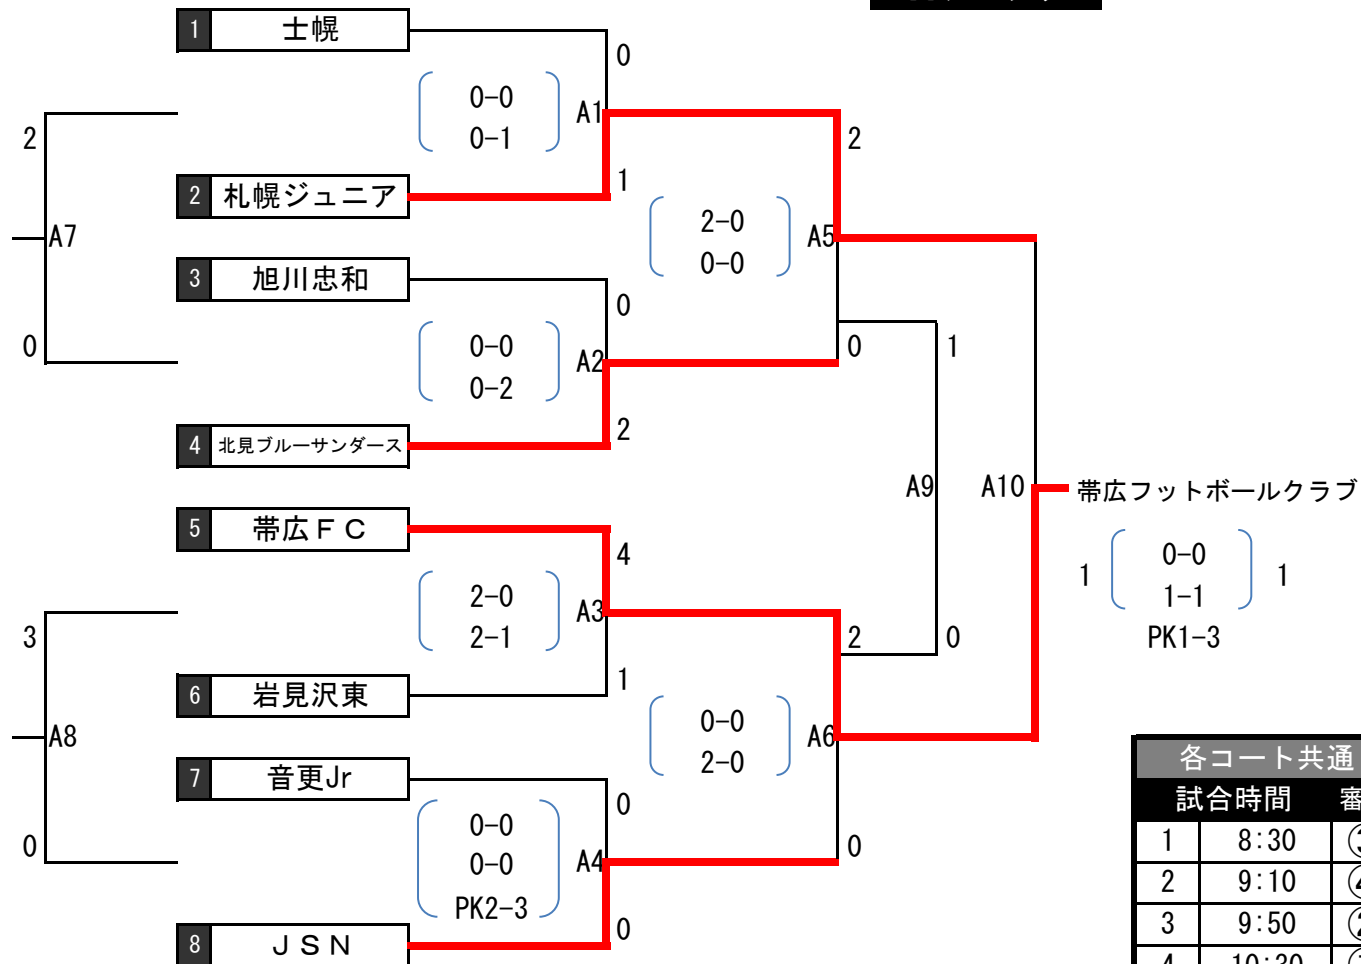 1 士幌
0
0-0
A1
0-1
2
2
1
2 札幌ジュニア
2-0
A7
A5
3 旭川忠和
0-0
0
0-0
A2
0
0
1
0-2
2
4 北見ブルーサンダース
A9
A10
帯広フットボールクラブ
5 帯広ＦＣ
4
0-0
1
1
2-0
1-1
A3
3
2-1
2
0
PK1-3
1
6 岩見沢東
0-0
A8
A6
2-0
各コート共通
7 音更Jr
試合時間
0
0-0
1 8:30
0
0-0
A4
0
2 9:10
PK2-3
3 9:50
0
8 ＪＳＮ
4 10:30